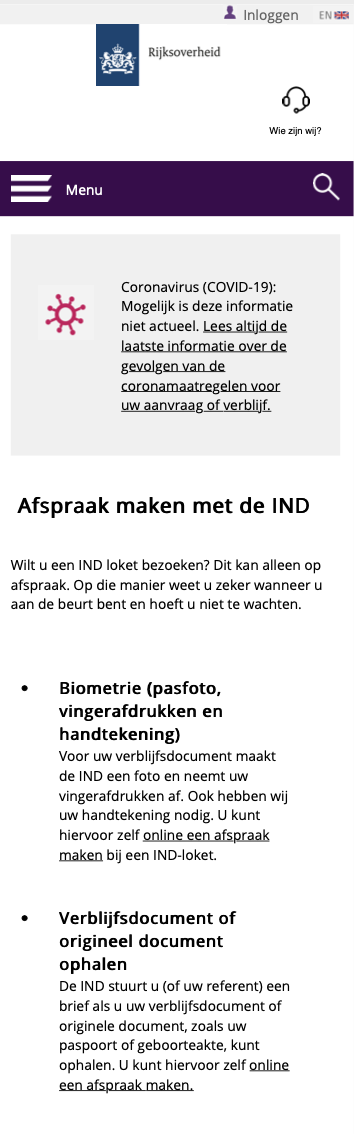 Inloggen
EN
Rijksoverheid
Wie zijn wij?
Menu
Coronavirus (COVID-19):
Mogelijk is deze informatie
niet actueel. Lees altijd de
laatste informatie over de
gevolgen van de
coronamaatregelen voor
uw aanvraag of verblijf.
Afspraak maken met de IND
Wilt u een IND loket bezoeken? Dit kan alleen op
afspraak. Op die manier weet u zeker wanneer u
aan de beurt bent en hoeft u niet te wachten.
• Biometrie (pasfoto,
vingerafdrukken en
handtekening)
Voor uw verblijfsdocument maakt
de IND een foto en neemt uw
vingerafdrukken af. Ook hebben wij
uw handtekening nodig. U kunt
hiervoor zelf online een afspraak
maken bij een IND-loket.
• Verblijfsdocument of
origineel document
ophalen
De IND stuurt u (of uw referent) een
brief als u uw verblijfsdocument of
originele document, zoals uw
paspoort of geboorteakte, kunt
ophalen. U kunt hiervoor zelf online
een afspraak maken.